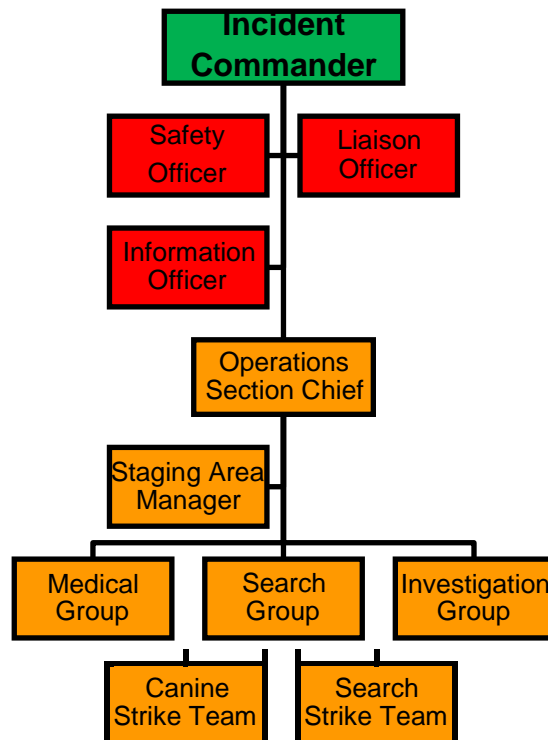 Incident
Commander
Safety
Officer
Liaison
Officer
Information
Officer
Operations
Section Chief
Staging Area
Manager
Medical
Group
Search
Group
Investigation
Group
Canine
Strike Team
Search
Strike Team